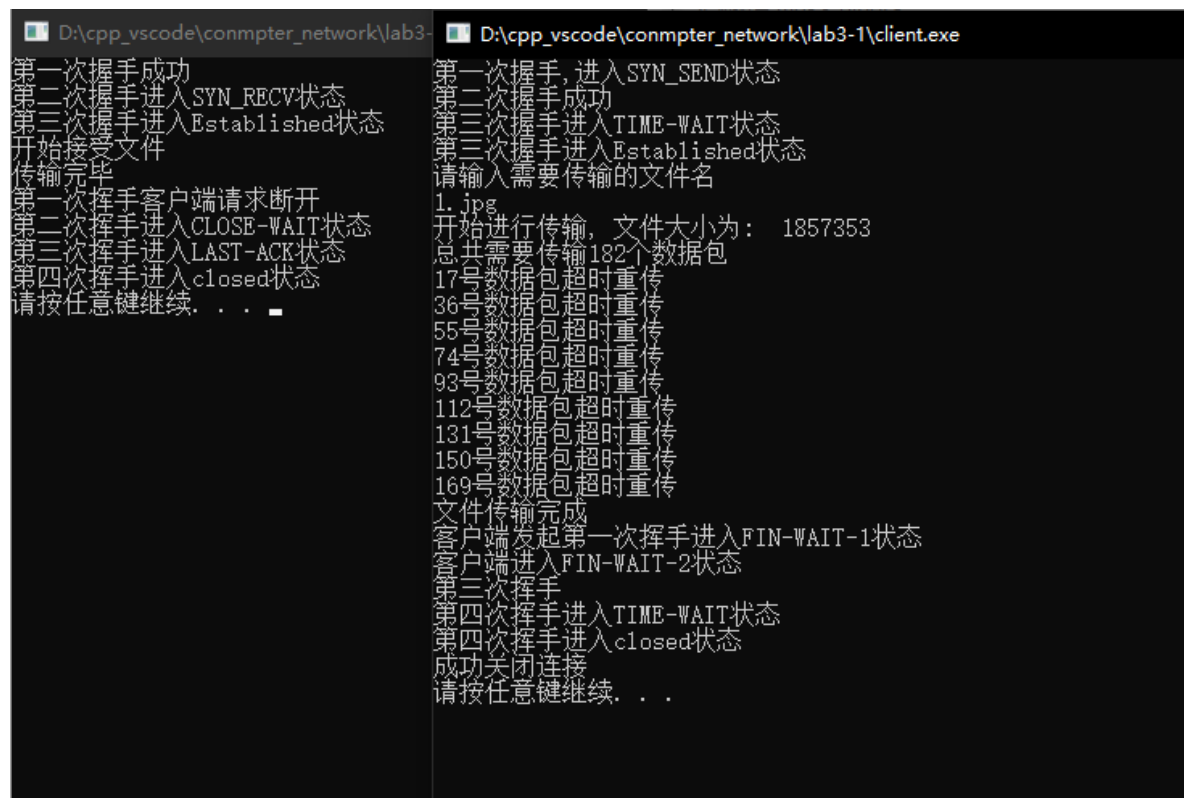 D:\cpp_vscode\conmpter_network\lab3-
第一次握手成功
第二次握手进入SYN_RECV状态
第三次握手进入Established状态
开始接受文件
传输完毕
第一次挥手客户端请求断开
第二次挥手进入CLOSE-WAIT状态
第三次挥手进入LAST-ACK状态
第四次挥手进入closed状态
请按任意键继续. . .
D:\cpp_vscode\conmpter_network\lab3-1\client.exe
第一次握手,进入SYN_SEND状态
第二次握手成功
第三次握手进入TIME-WAIT状态
第三次握手进入Established状态
请输入需要传输的文件名
1.jpg
开始进行传输, 文件大小为: 1857353
总共需要传输182个数据包
17号数据包超时重传
36号数据包超时重传
55号数据包超时重传
74号数据包超时重传
93号数据包超时重传
112号数据包超时重传
131号数据包超时重传
150号数据包超时重传
169号数据包超时重传
文件传输完成
客户端发起第一次挥手进入FIN-WAIT-1状态
客户端进入FIN-WAIT-2状态
第三次挥手
第四次挥手进入TIME-WAIT状态
第四次挥手进入closed状态
成功关闭连接
请按任意键继续. . .